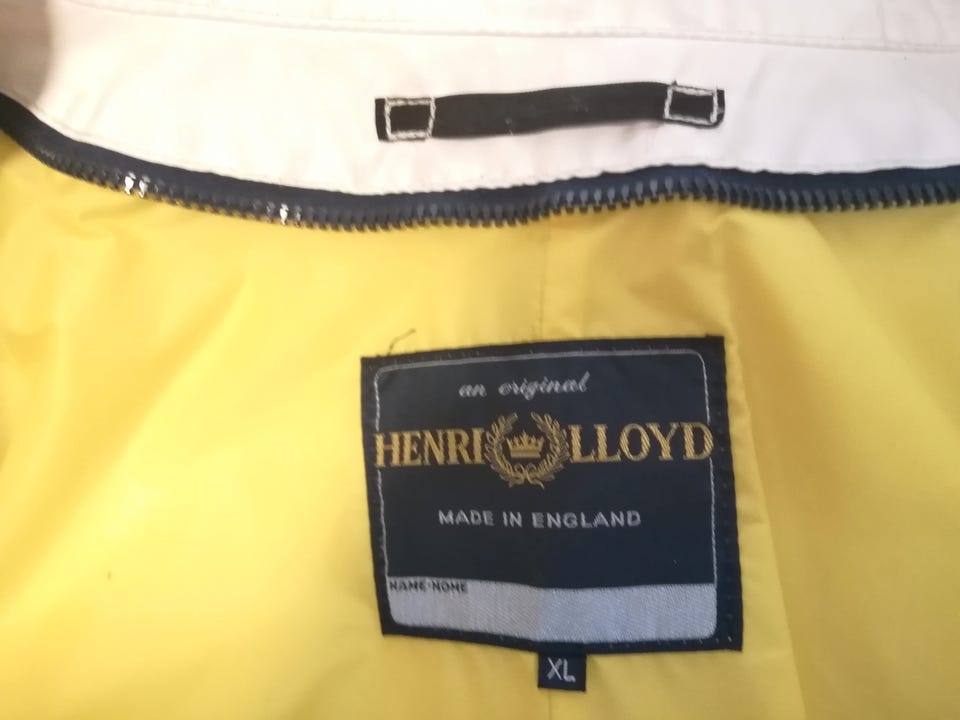 an original
HENRI LLOYD
MADE IN ENGLAND
NAME·NOME
XL